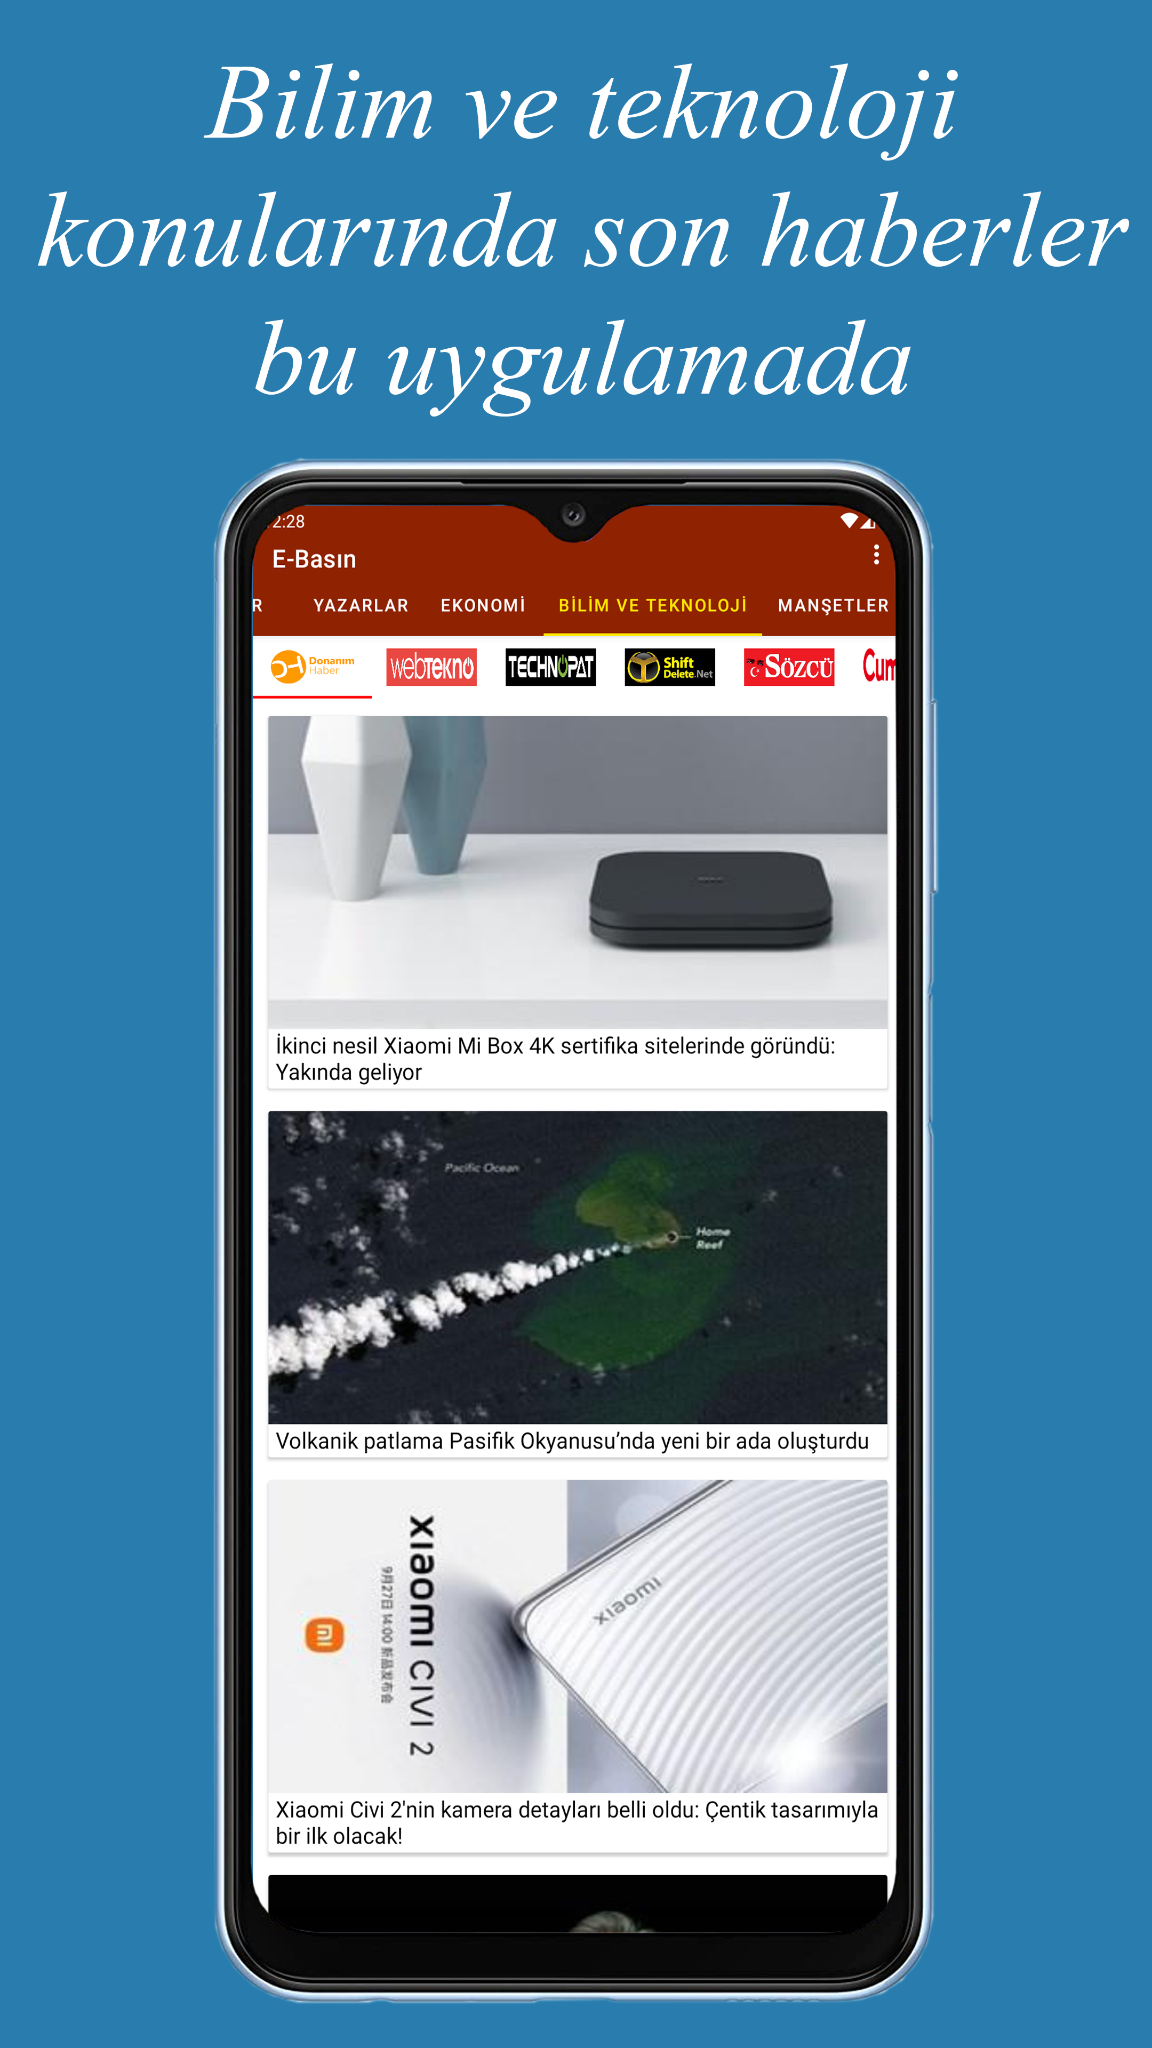 Bilim ve teknoloji
konularında son haberler
bu uygulamada
2:28
E-Basın
R YAZARLAR EKONOMİ BİLİM VE TEKNOLOJİ MANŞETLER
Donanım
Haber
webtekno
TECHNOPAT
Shift
Delete.Net
SÖZCÜ
Cum
İkinci nesil Xiaomi Mi Box 4K sertifika sitelerinde göründü:
Yakında geliyor
Pacific Ocean
Home
Reef
Volkanik patlama Pasifik Okyanusu’nda yeni bir ada oluşturdu
xiaomi CIVI 2
9月27日 14:00 新品发布会
xiaomi
Xiaomi Civi 2'nin kamera detayları belli oldu: Çentik tasarımıyla
bir ilk olacak!